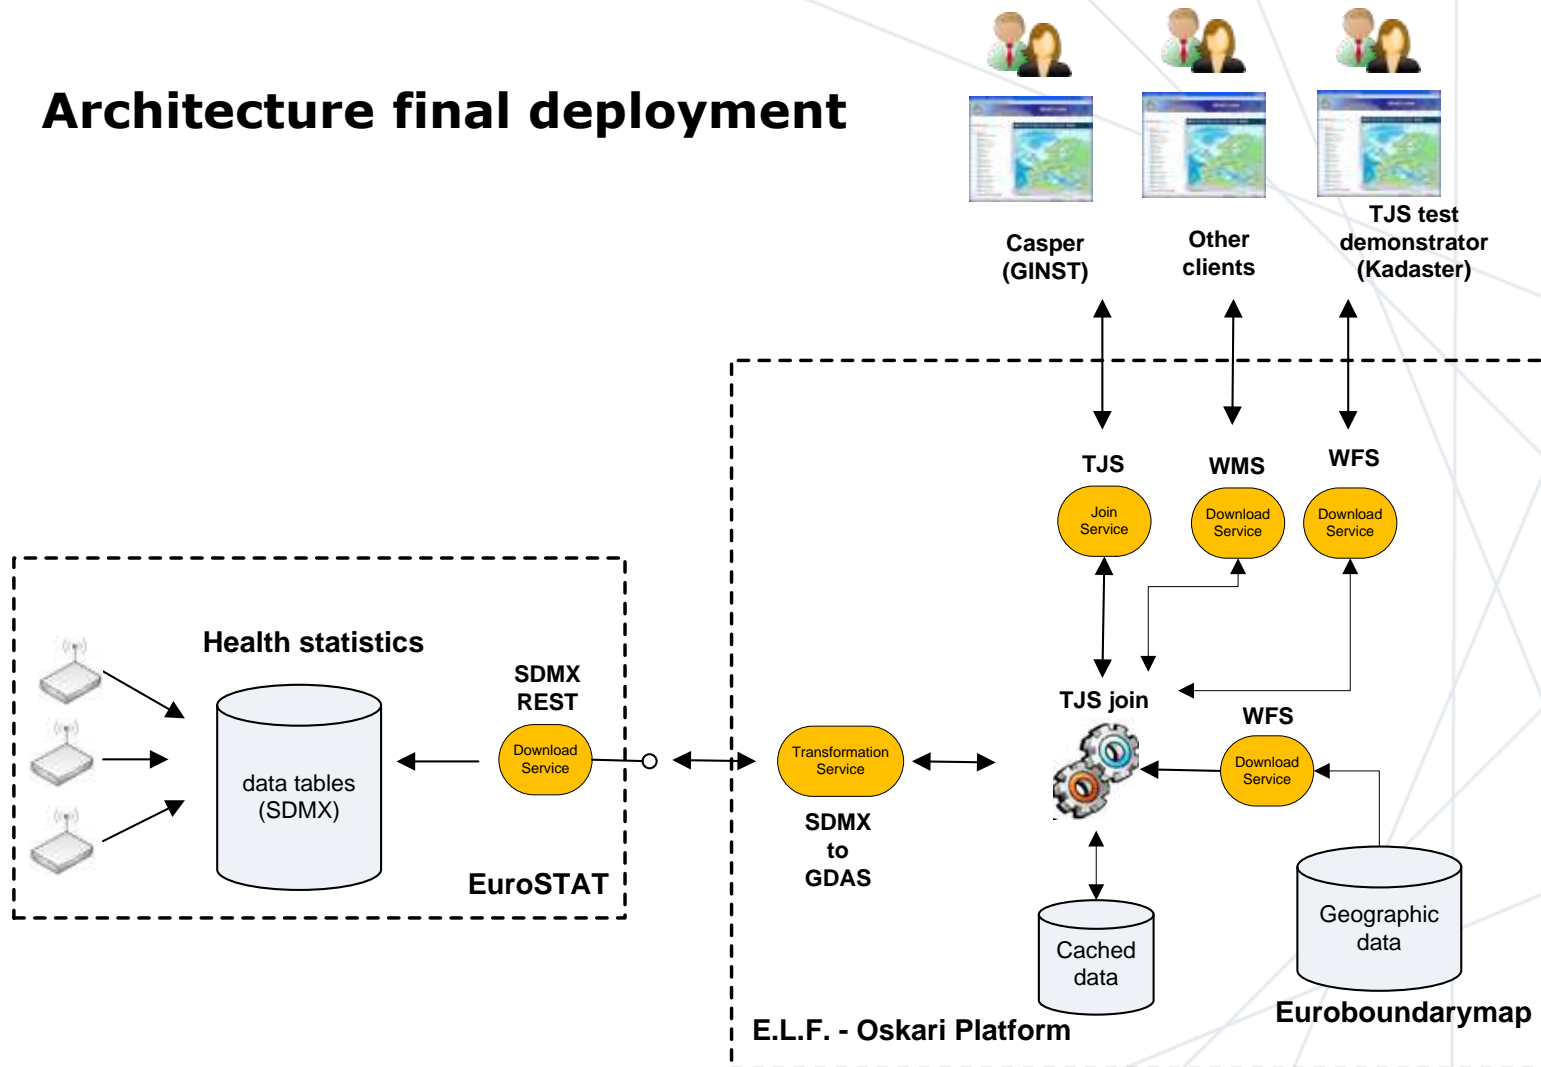 Architecture final deployment
Casper
(GINST)
Other
clients
TJS test
demonstrator
(Kadaster)
TJS
WMS
WFS
Join
Service
Download
Service
Download
Service
Health statistics
SDMX
REST
Download
Service
data tables
(SDMX)
EuroSTAT
Transformation
Service
SDMX
to
GDAS
TJS join
WFS
Download
Service
Cached
data
Geographic
data
Euroboundarymap
E.L.F. - Oskari Platform